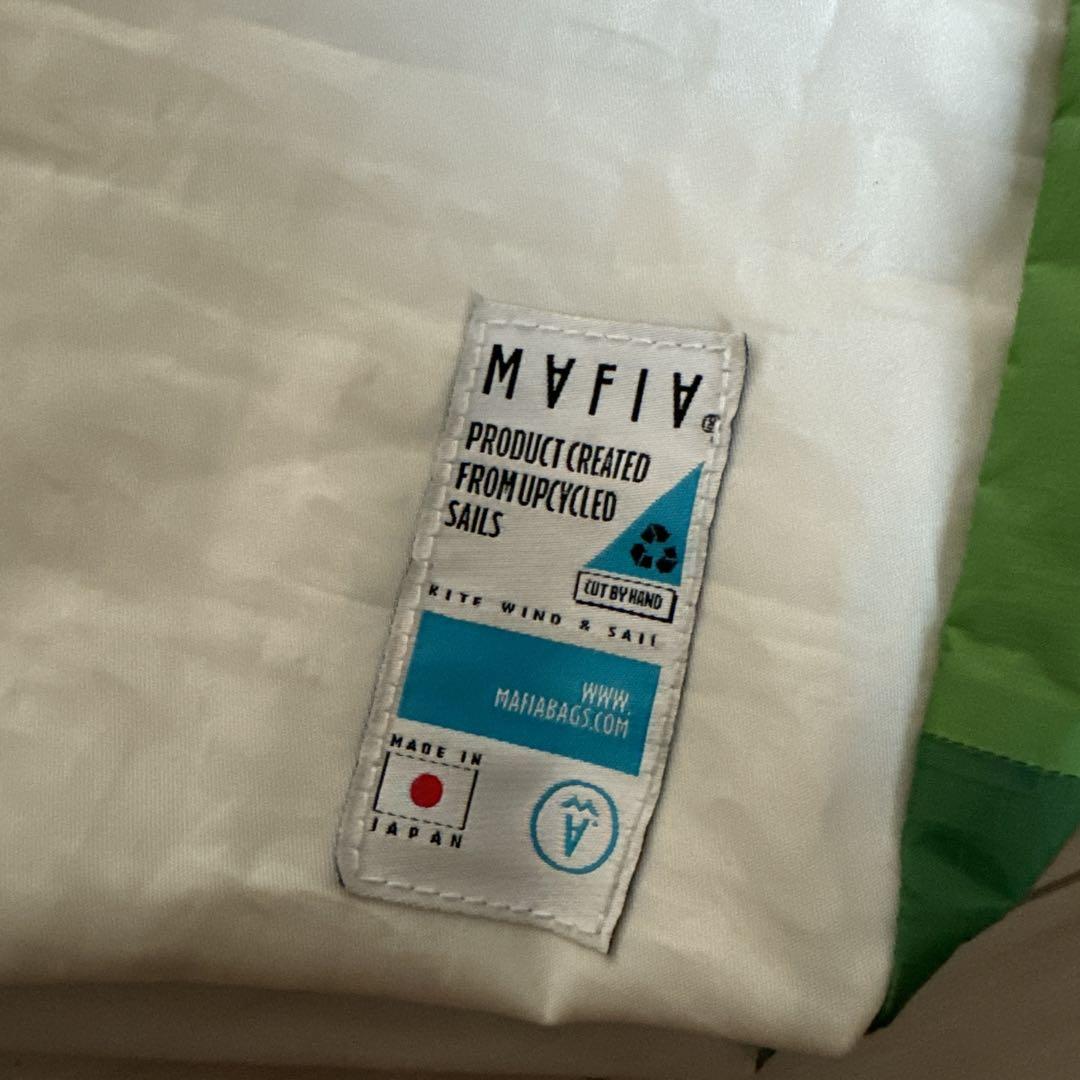 MAFIA®
PRODUCT CREATED
FROM UPCYCLED
SAILS
CUT BY HAND
KITE WIND & SAIL
WWW.
MAFIABAGS.COM
MADE IN
JAPAN